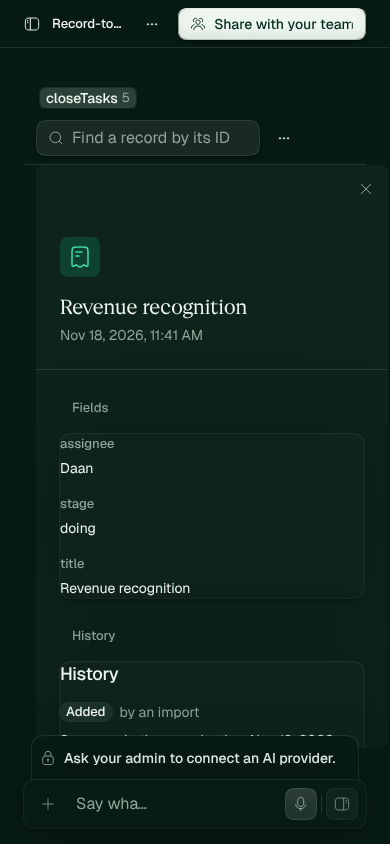 Record-to…
Share with your team
closeTasks 5
Find a record by its ID
Revenue recognition
Nov 18, 2026, 11:41 AM
Fields
assignee
Daan
stage
doing
title
Revenue recognition
History
History
Added by an import
Ask your admin to connect an AI provider.
Say wha…